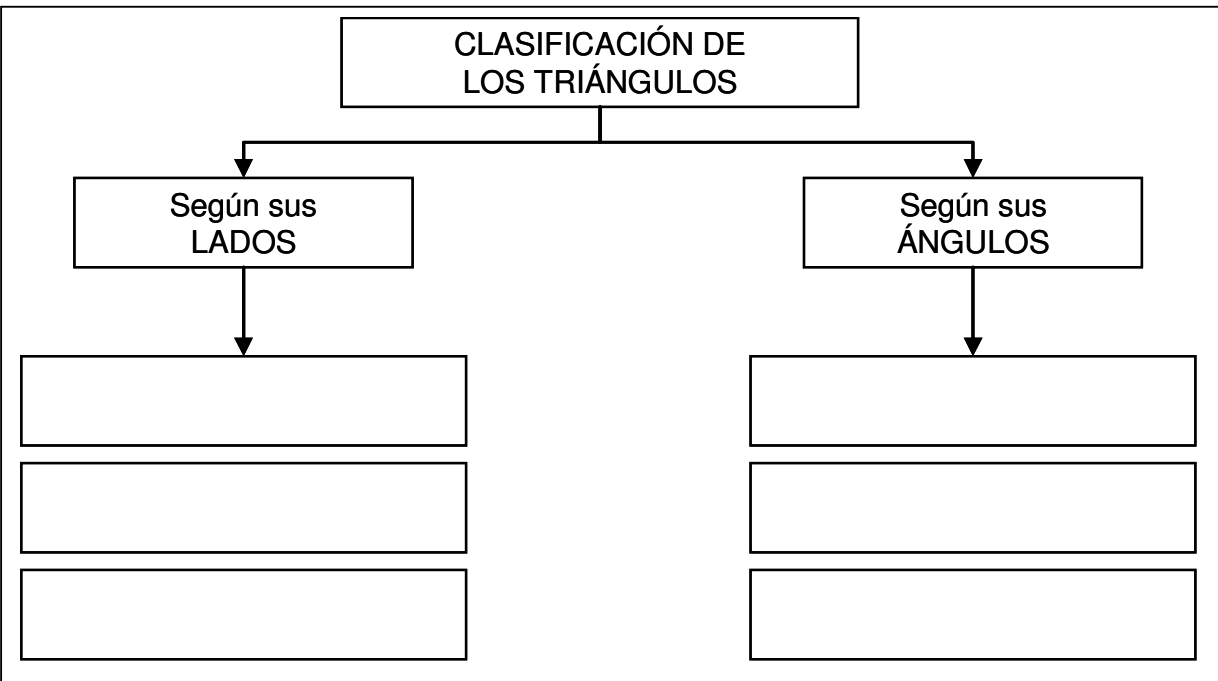 CLASIFICACIÓN DE
LOS TRIÁNGULOS
Según sus
LADOS
Según sus
ÁNGULOS